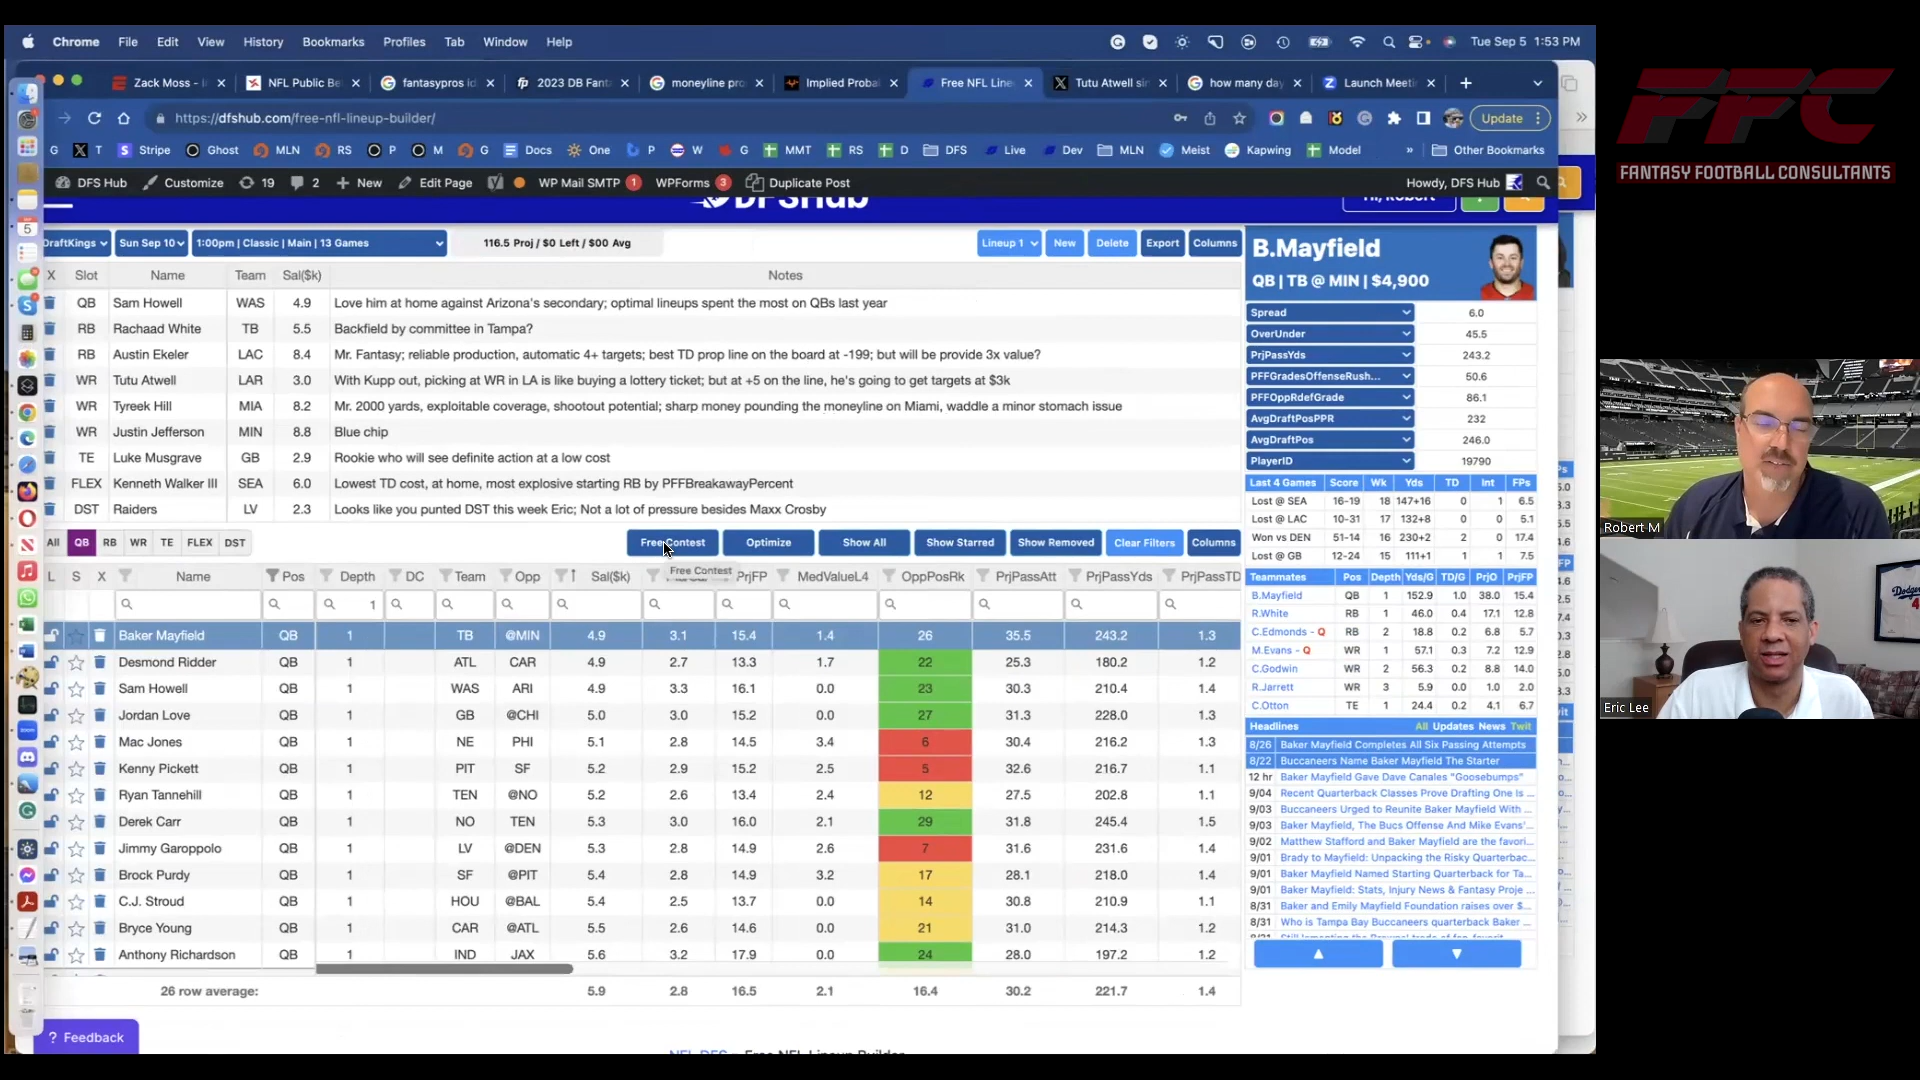 Chrome File Edit View History Bookmarks Profiles Tab Window Help Tue Sep 5 1:53 PM
Zack Moss - NFL Public Be fantasypros id 2023 DB Fant moneyline pro Implied Proba Free NFL Line Tutu Atwell sin how many day Launch Meeti
https://dfshub.com/free-nfl-lineup-builder/ Update
G T Stripe Ghost MLN RS P M G Docs One P W G MMT RS D DFS Live Dev MLN Meist Kapwing Model » Other Bookmarks
DFS Hub Customize 19 2 New Edit Page WP Mail SMTP 1 WPForms 3 Duplicate Post Howdy, DFS Hub
DFSHub Hi, Robert
DraftKings Sun Sep 10 1:00pm | Classic | Main | 13 Games 116.5 Proj / $0 Left / $00 Avg Lineup 1 New Delete Export Columns
X Slot Name Team Sal($k) Notes
QB Sam Howell WAS 4.9 Love him at home against Arizona's secondary; optimal lineups spent the most on QBs last year
RB Rachaad White TB 5.5 Backfield by committee in Tampa?
RB Austin Ekeler LAC 8.4 Mr. Fantasy; reliable production, automatic 4+ targets; best TD prop line on the board at -199; but will be provide 3x value?
WR Tutu Atwell LAR 3.0 With Kupp out, picking at WR in LA is like buying a lottery ticket; but at +5 on the line, he's going to get targets at $3k
WR Tyreek Hill MIA 8.2 Mr. 2000 yards, exploitable coverage, shootout potential; sharp money pounding the moneyline on Miami, waddle a minor stomach issue
WR Justin Jefferson MIN 8.8 Blue chip
TE Luke Musgrave GB 2.9 Rookie who will see definite action at a low cost
FLEX Kenneth Walker III SEA 6.0 Lowest TD cost, at home, most explosive starting RB by PFFBreakawayPercent
DST Raiders LV 2.3 Looks like you punted DST this week Eric; Not a lot of pressure besides Maxx Crosby
All QB RB WR TE FLEX DST Free Contest Optimize Show All Show Starred Show Removed Clear Filters Columns
Free Contest
L S X Name Pos Depth DC Team Opp Sal($k) PrjFP MedValueL4 OppPosRk PrjPassAtt PrjPassYds PrjPassTD
1
Baker Mayfield QB 1 TB @MIN 4.9 3.1 15.4 1.4 26 35.5 243.2 1.3
Desmond Ridder QB 1 ATL CAR 4.9 2.7 13.3 1.7 22 25.3 180.2 1.2
Sam Howell QB 1 WAS ARI 4.9 3.3 16.1 0.0 23 30.3 210.4 1.4
Jordan Love QB 1 GB @CHI 5.0 3.0 15.2 0.0 27 31.3 228.0 1.3
Mac Jones QB 1 NE PHI 5.1 2.8 14.5 3.4 6 30.4 216.2 1.3
Kenny Pickett QB 1 PIT SF 5.2 2.9 15.2 2.5 5 32.6 216.7 1.1
Ryan Tannehill QB 1 TEN @NO 5.2 2.6 13.4 2.4 12 27.5 202.8 1.1
Derek Carr QB 1 NO TEN 5.3 3.0 16.0 2.1 29 31.8 245.4 1.5
Jimmy Garoppolo QB 1 LV @DEN 5.3 2.8 14.9 2.6 7 31.6 231.6 1.4
Brock Purdy QB 1 SF @PIT 5.4 2.8 14.9 3.2 17 28.1 218.0 1.4
C.J. Stroud QB 1 HOU @BAL 5.4 2.5 13.7 0.0 14 30.8 210.9 1.1
Bryce Young QB 1 CAR @ATL 5.5 2.6 14.6 0.0 21 31.0 214.3 1.2
Anthony Richardson QB 1 IND JAX 5.6 3.2 17.9 0.0 24 28.0 197.2 1.2
26 row average: 5.9 2.8 16.5 2.1 16.4 30.2 221.7 1.4
? Feedback
NFL DFS - Free NFL Lineup Builder
B.Mayfield
QB | TB @ MIN | $4,900
Spread 6.0
OverUnder 45.5
PrjPassYds 243.2
PFFGradesOffenseRush... 50.6
PFFOppRdefGrade 86.1
AvgDraftPosPPR 232
AvgDraftPos 246.0
PlayerID 19790
Last 4 Games Score Wk Yds TD Int FPs
Lost @ SEA 16-19 18 147+16 0 1 6.5
Lost @ LAC 10-31 17 132+8 0 0 5.1
Won vs DEN 51-14 16 230+2 2 0 17.4
Lost @ GB 12-24 15 111+1 1 1 7.5
Teammates Pos Depth Yds/G TD/G PrjO PrjFP
B.Mayfield QB 1 152.9 1.0 38.0 15.4
R.White RB 1 46.0 0.4 17.1 12.8
C.Edmonds - Q RB 2 18.8 0.2 6.8 5.7
M.Evans - Q WR 1 57.1 0.3 7.2 12.9
C.Godwin WR 2 56.3 0.2 8.8 14.0
R.Jarrett WR 3 5.9 0.0 1.0 2.0
C.Otton TE 1 24.4 0.2 4.1 6.7
Headlines All Updates News Twit
8/26 Baker Mayfield Completes All Six Passing Attempts
8/22 Buccaneers Name Baker Mayfield The Starter
12 hr Baker Mayfield Gave Dave Canales "Goosebumps"
9/04 Recent Quarterback Classes Prove Drafting One Is ...
9/03 Buccaneers Urged to Reunite Baker Mayfield With ...
9/03 Baker Mayfield, The Bucs Offense And Mike Evans'...
9/02 Matthew Stafford and Baker Mayfield are the favori...
9/01 Brady to Mayfield: Unpacking the Risky Quarterbac...
9/01 Baker Mayfield Named Starting Quarterback for Ta...
9/01 Baker Mayfield: Stats, Injury News & Fantasy Proje ...
8/31 Baker and Emily Mayfield Foundation raises over $...
8/31 Who is Tampa Bay Buccaneers quarterback Baker ...
FFC
FANTASY FOOTBALL CONSULTANTS
Robert M
Dodgers
Eric Lee